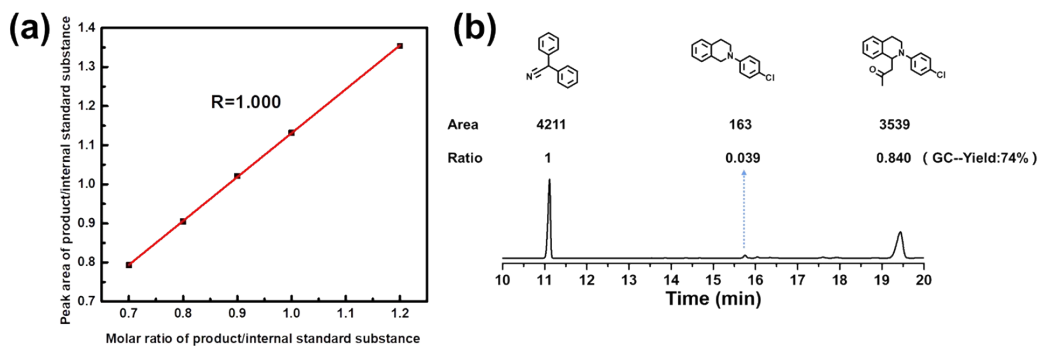 (a)
Peak area of product/internal standard substance
1.4
1.3
1.2
1.1
1.0
0.9
0.8
0.7
R=1.000
0.7 0.8 0.9 1.0 1.1 1.2
Molar ratio of product/internal standard substance
(b)
N
N
Cl
N
Cl
O
Area 4211 163 3539
Ratio 1 0.039 0.840 ( GC--Yield:74%)
10 11 12 13 14 15 16 17 18 19 20
Time (min)